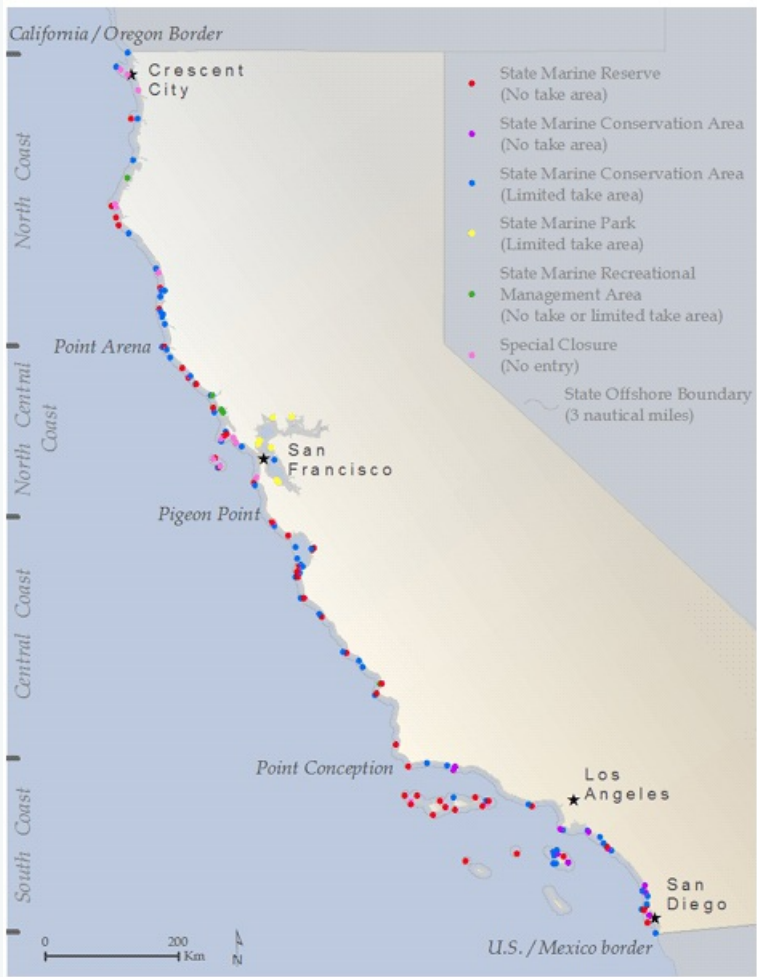 California / Oregon Border
Crescent
City
State Marine Reserve
(No take area)
State Marine Conservation Area
(No take area)
State Marine Conservation Area
(Limited take area)
State Marine Park
(Limited take area)
State Marine Recreational
Management Area
(No take or limited take area)
Special Closure
(No entry)
State Offshore Boundary
(3 nautical miles)
North Coast
Point Arena
North Central
Coast
San
Francisco
Pigeon Point
Central Coast
Point Conception
Los
Angeles
South Coast
San
Diego
U.S. / Mexico border
0 200
Km
N